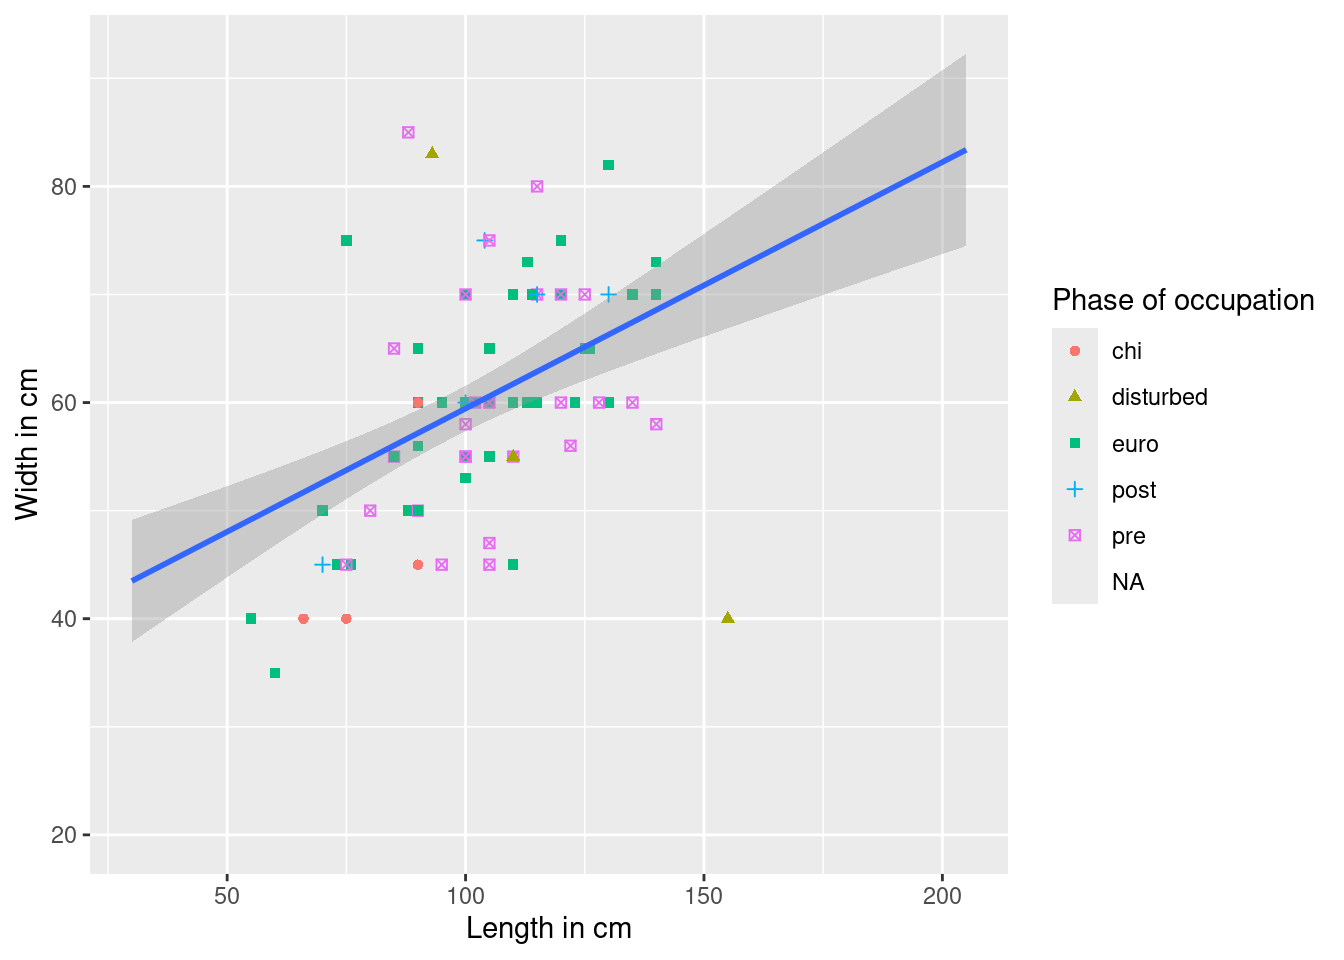 80
60
40
20
Width in cm
50
100
150
200
Length in cm
Phase of occupation
chi
disturbed
euro
post
pre
NA